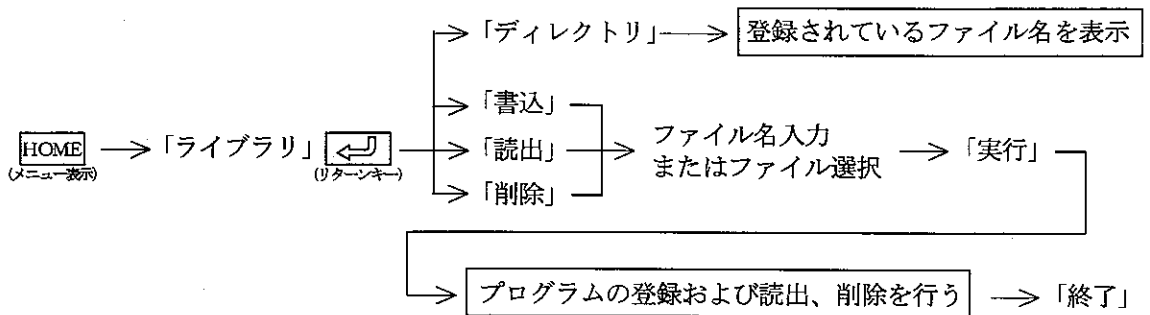 「ディレクトリ」 登録されているファイル名を表示
「書込」
HOME 「ライブラリ」 「読出」 ファイル名入力
またはファイル選択 「実行」
(メニュー表示) (リターンキー) 「削除」
プログラムの登録および読出、削除を行う 「終了」